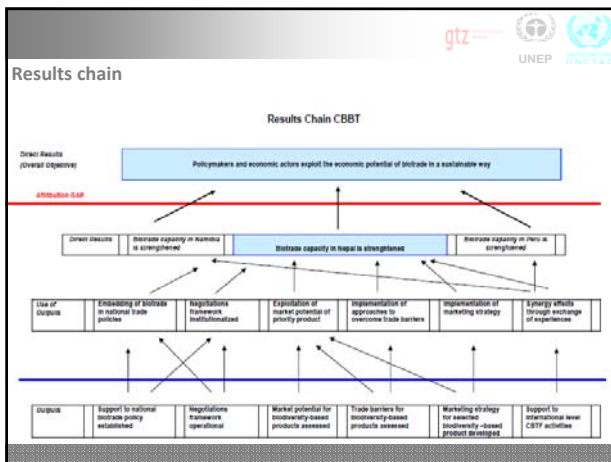 gtz
UNEP
UNCTAD
Results chain
Results Chain CBBT
Direct Results
(Overall Objective)
Policymakers and economic actors exploit the economic potential of biotrade in a sustainable way
Attribution GAP
Direct Results
Biotrade capacity in Namibia
is strengthened
Biotrade capacity in Nepal is strenghtened
Biotrade capacity in Peru is
strengthened
Use of
Outputs
Embedding of biotrade
in national trade
policies
Negotiations
framework
institutionalized
Exploitation of
market potential of
priority product
Implementation of
approaches to
overcome trade barriers
Implementation of
marketing strategy
Synergy effects
through exchange
of experiences
Outputs
Support to national
biotrade policy
established
Negotiations
framework
operational
Market potential for
biodiversity-based
products assessed
Trade barriers for
biodiversity-based
products assessed
Marketing strategy
for selected
biodiversity –based
product developed
Support to
international level
CBTF activities